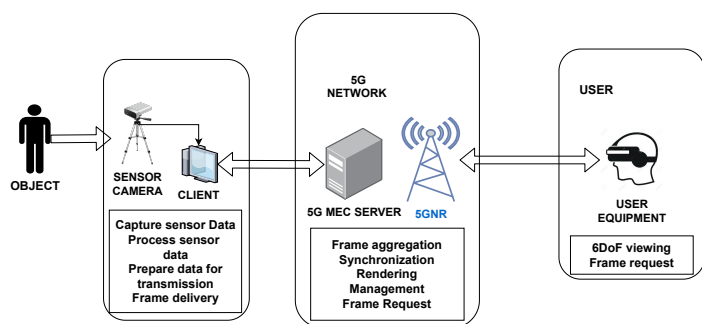 OBJECT
SENSOR
CAMERA
CLIENT
Capture sensor Data
Process sensor
data
Prepare data for
transmission
Frame delivery
5G
NETWORK
5G MEC SERVER
5GNR
Frame aggregation
Synchronization
Rendering
Management
Frame Request
USER
USER
EQUIPMENT
6DoF viewing
Frame request